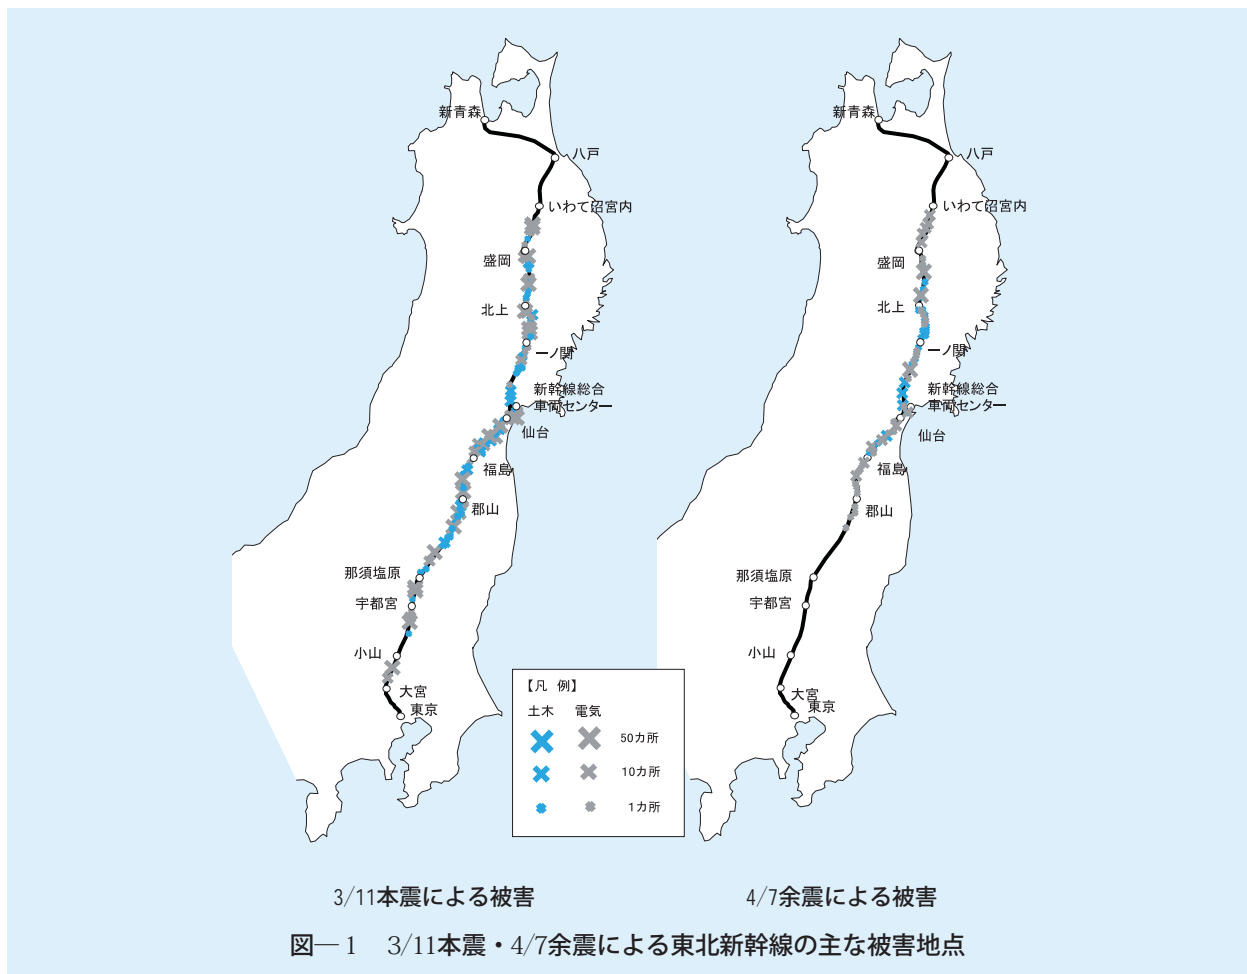 新青森
八戸
いわて沼宮内
盛岡
北上
一ノ関
新幹線総合
車両センター
仙台
福島
郡山
那須塩原
宇都宮
小山
大宮
東京
新青森
八戸
いわて沼宮内
盛岡
北上
一ノ関
新幹線総合
車両センター
仙台
福島
郡山
那須塩原
宇都宮
小山
大宮
東京
【凡 例】
土木 電気
50カ所
10カ所
1カ所
3/11本震による被害
4/7余震による被害
図―1 3/11本震・4/7余震による東北新幹線の主な被害地点